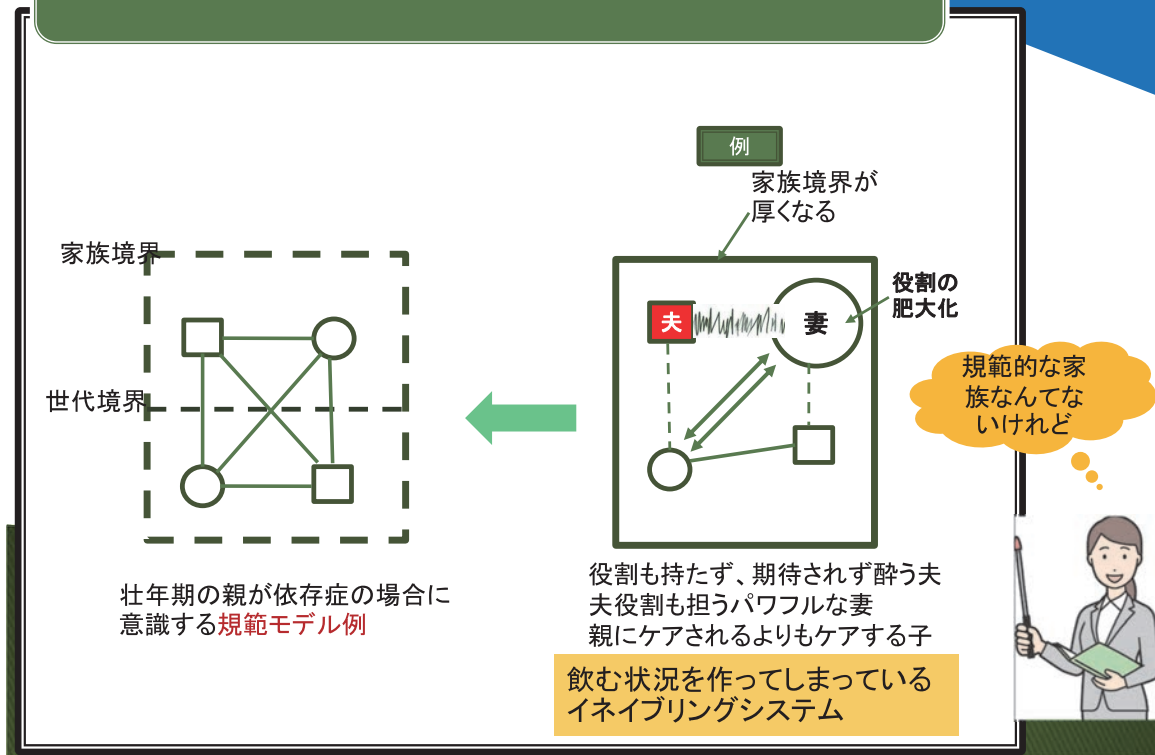 例
家族境界が
厚くなる
家族境界
世代境界
夫
妻
役割の
肥大化
規範的な家
族なんてな
いけれど
壮年期の親が依存症の場合に
意識する規範モデル例
役割も持たず、期待されず酔う夫
夫役割も担うパワフルな妻
親にケアされるよりもケアする子
飲む状況を作ってしまっている
イネイブリングシステム